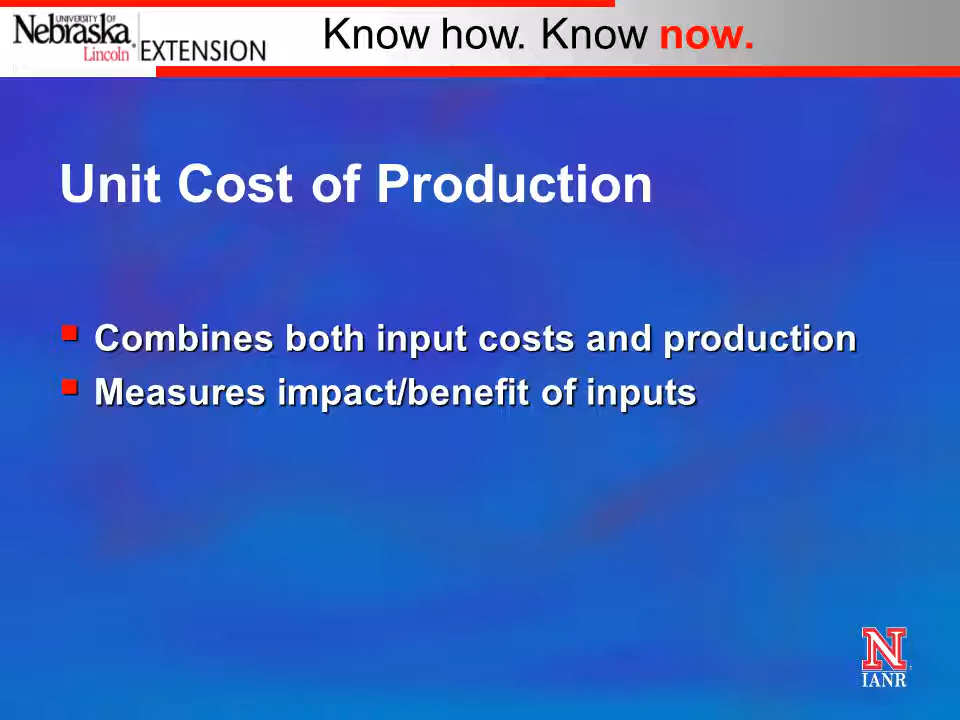 UNIVERSITY OF
Nebraska
Lincoln
EXTENSION
Know how. Know now.
Unit Cost of Production
Combines both input costs and production
Measures impact/benefit of inputs
N
IANR